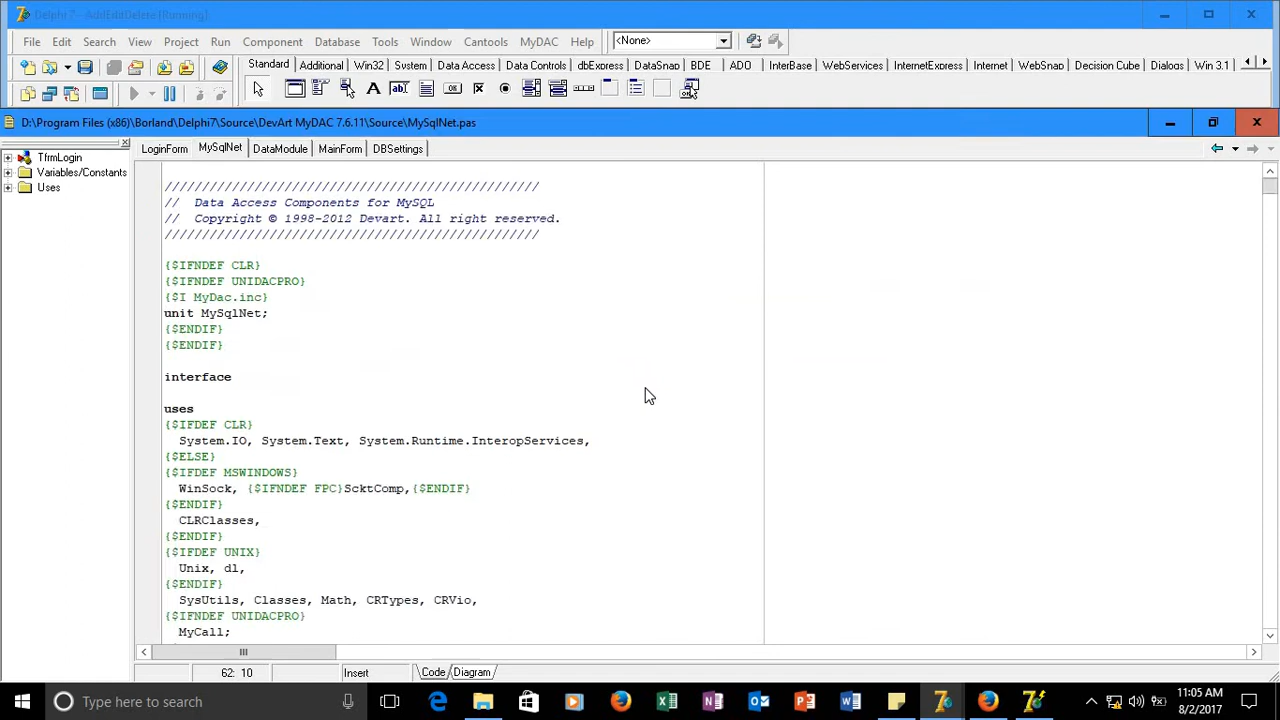 Delphi 7 - AddEditDelete [Running]
File Edit Search View Project Run Component Database Tools Window Cantools MyDAC Help <None>
Standard Additional Win32 System Data Access Data Controls dbExpress DataSnap BDE ADO InterBase WebServices InternetExpress Internet WebSnap Decision Cube Dialogs Win 3.1
D:\Program Files (x86)\Borland\Delphi7\Source\DevArt MyDAC 7.6.11\Source\MySqlNet.pas
LoginForm MySqlNet DataModule MainForm DBSettings
TfrmLogin
Variables/Constants
Uses
//////////////////////////////////////////////////
//  Data Access Components for MySQL
//  Copyright © 1998-2012 Devart. All right reserved.
//////////////////////////////////////////////////
{$IFNDEF CLR}
{$IFNDEF UNIDACPRO}
{$I MyDac.inc}
unit MySqlNet;
{$ENDIF}
{$ENDIF}
interface
uses
{$IFDEF CLR}
System.IO, System.Text, System.Runtime.InteropServices,
{$ELSE}
{$IFDEF MSWINDOWS}
WinSock, {$IFNDEF FPC}ScktComp,{$ENDIF}
{$ENDIF}
CLRClasses,
{$ENDIF}
{$IFDEF UNIX}
Unix, dl,
{$ENDIF}
SysUtils, Classes, Math, CRTypes, CRVio,
{$IFNDEF UNIDACPRO}
MyCall;
62: 10 Insert Code Diagram
Type here to search
11:05 AM
8/2/2017